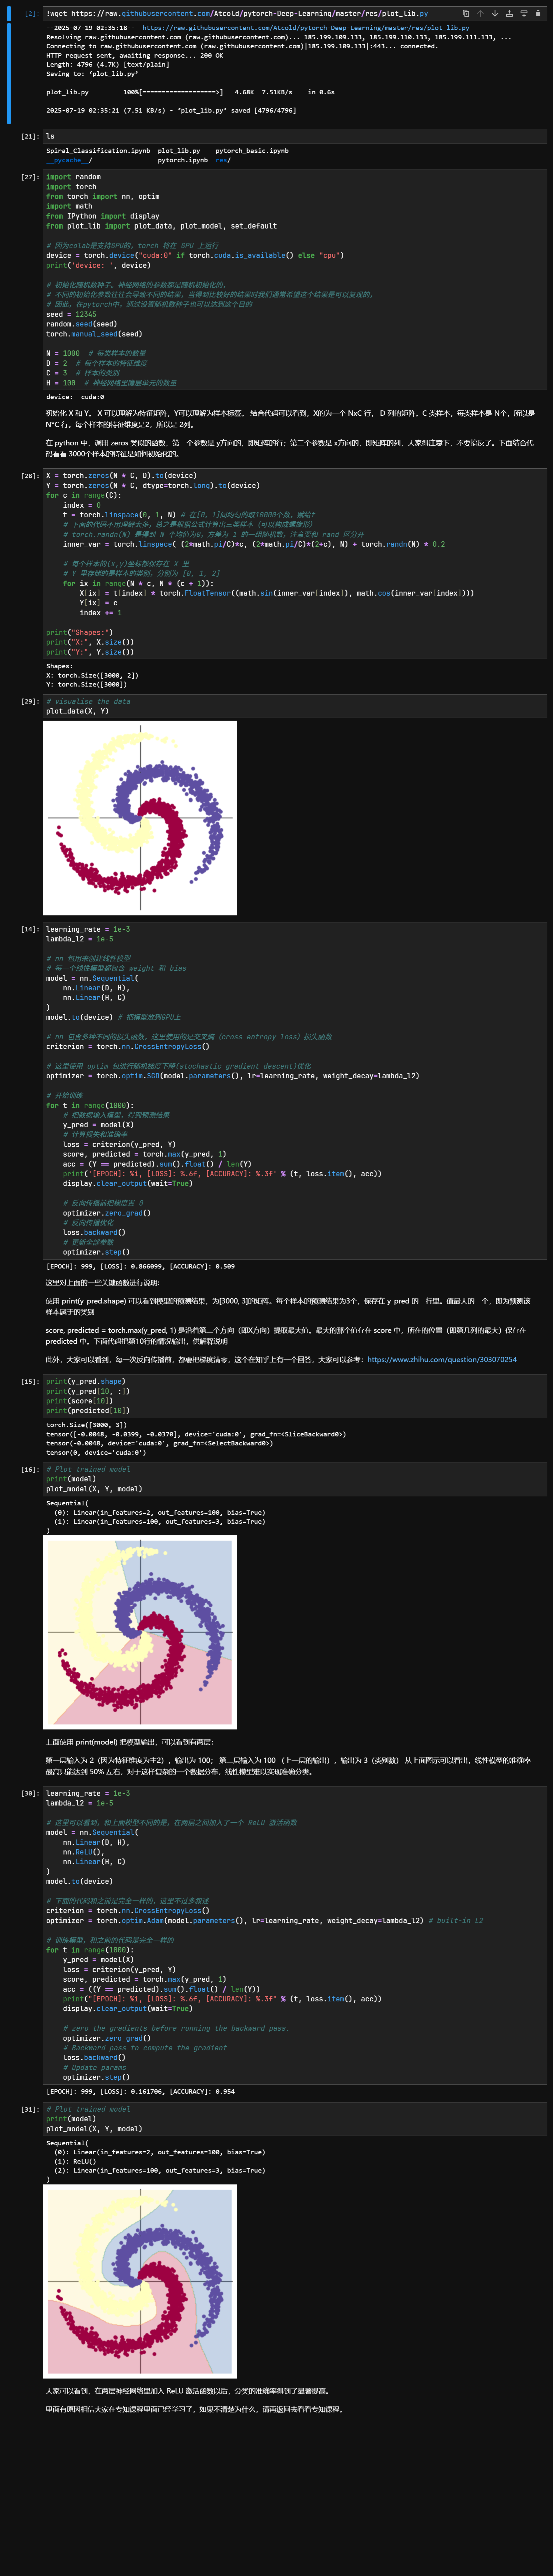 [2]: !wget https://raw.githubusercontent.com/Atcold/pytorch-Deep-Learning/master/res/plot_lib.py
--2025-07-19 02:35:18--  https://raw.githubusercontent.com/Atcold/pytorch-Deep-Learning/master/res/plot_lib.py
Resolving raw.githubusercontent.com (raw.githubusercontent.com)... 185.199.109.133, 185.199.110.133, 185.199.111.133, ...
Connecting to raw.githubusercontent.com (raw.githubusercontent.com)|185.199.109.133|:443... connected.
HTTP request sent, awaiting response... 200 OK
Length: 4796 (4.7K) [text/plain]
Saving to: ‘plot_lib.py’
plot_lib.py         100%[===================>]   4.68K  7.51KB/s    in 0.6s
2025-07-19 02:35:21 (7.51 KB/s) - ‘plot_lib.py’ saved [4796/4796]
[21]: ls
Spiral_Classification.ipynb  plot_lib.py    pytorch_basic.ipynb
__pycache__/                 pytorch.ipynb  res/
[27]: import random
import torch
from torch import nn, optim
import math
from IPython import display
from plot_lib import plot_data, plot_model, set_default
# 因为colab是支持GPU的，torch 将在 GPU 上运行
device = torch.device("cuda:0" if torch.cuda.is_available() else "cpu")
print('device: ', device)
# 初始化随机数种子。神经网络的参数都是随机初始化的，
# 不同的初始化参数往往会导致不同的结果，当得到比较好的结果时我们通常希望这个结果是可以复现的，
# 因此，在pytorch中，通过设置随机数种子也可以达到这个目的
seed = 12345
random.seed(seed)
torch.manual_seed(seed)
N = 1000  # 每类样本的数量
D = 2  # 每个样本的特征维度
C = 3  # 样本的类别
H = 100  # 神经网络里隐层单元的数量
device:  cuda:0
初始化 X 和 Y。 X 可以理解为特征矩阵，Y可以理解为样本标签。 结合代码可以看到，X的为一个 NxC 行， D 列的矩阵。C 类样本，每类样本是 N个，所以是
N*C 行。每个样本的特征维度是2，所以是 2列。
在 python 中，调用 zeros 类似的函数，第一个参数是 y方向的，即矩阵的行；第二个参数是 x方向的，即矩阵的列，大家得注意下，不要搞反了。下面结合代
码看看 3000个样本的特征是如何初始化的。
[28]: X = torch.zeros(N * C, D).to(device)
Y = torch.zeros(N * C, dtype=torch.long).to(device)
for c in range(C):
    index = 0
    t = torch.linspace(0, 1, N) # 在[0，1]间均匀的取10000个数，赋给t
    # 下面的代码不用理解太多，总之是根据公式计算出三类样本（可以构成螺旋形）
    # torch.randn(N) 是得到 N 个均值为0，方差为 1 的一组随机数，注意要和 rand 区分开
    inner_var = torch.linspace( (2*math.pi/C)*c, (2*math.pi/C)*(2+c), N) + torch.randn(N) * 0.2
    # 每个样本的(x,y)坐标都保存在 X 里
    # Y 里存储的是样本的类别，分别为 [0, 1, 2]
    for ix in range(N * c, N * (c + 1)):
        X[ix] = t[index] * torch.FloatTensor((math.sin(inner_var[index]), math.cos(inner_var[index])))
        Y[ix] = c
        index += 1
print("Shapes:")
print("X:", X.size())
print("Y:", Y.size())
Shapes:
X: torch.Size([3000, 2])
Y: torch.Size([3000])
[29]: # visualise the data
plot_data(X, Y)
[14]: learning_rate = 1e-3
lambda_l2 = 1e-5
# nn 包用来创建线性模型
# 每一个线性模型都包含 weight 和 bias
model = nn.Sequential(
    nn.Linear(D, H),
    nn.Linear(H, C)
)
model.to(device) # 把模型放到GPU上
# nn 包含多种不同的损失函数，这里使用的是交叉熵（cross entropy loss）损失函数
criterion = torch.nn.CrossEntropyLoss()
# 这里使用 optim 包进行随机梯度下降(stochastic gradient descent)优化
optimizer = torch.optim.SGD(model.parameters(), lr=learning_rate, weight_decay=lambda_l2)
# 开始训练
for t in range(1000):
    # 把数据输入模型，得到预测结果
    y_pred = model(X)
    # 计算损失和准确率
    loss = criterion(y_pred, Y)
    score, predicted = torch.max(y_pred, 1)
    acc = (Y == predicted).sum().float() / len(Y)
    print('[EPOCH]: %i, [LOSS]: %.6f, [ACCURACY]: %.3f' % (t, loss.item(), acc))
    display.clear_output(wait=True)
    # 反向传播前把梯度置 0
    optimizer.zero_grad()
    # 反向传播优化
    loss.backward()
    # 更新全部参数
    optimizer.step()
[EPOCH]: 999, [LOSS]: 0.866099, [ACCURACY]: 0.509
这里对上面的一些关键函数进行说明:
使用 print(y_pred.shape) 可以看到模型的预测结果，为[3000, 3]的矩阵。每个样本的预测结果为3个，保存在 y_pred 的一行里。值最大的一个，即为预测该
样本属于的类别
score, predicted = torch.max(y_pred, 1) 是沿着第二个方向（即X方向）提取最大值。最大的那个值存在 score 中，所在的位置（即第几列的最大）保存在
predicted 中。下面代码把第10行的情况输出，供解释说明
此外，大家可以看到，每一次反向传播前，都要把梯度清零，这个在知乎上有一个回答，大家可以参考：https://www.zhihu.com/question/303070254
[15]: print(y_pred.shape)
print(y_pred[10, :])
print(score[10])
print(predicted[10])
torch.Size([3000, 3])
tensor([-0.0048, -0.0399, -0.0370], device='cuda:0', grad_fn=<SliceBackward0>)
tensor(-0.0048, device='cuda:0', grad_fn=<SelectBackward0>)
tensor(0, device='cuda:0')
[16]: # Plot trained model
print(model)
plot_model(X, Y, model)
Sequential(
  (0): Linear(in_features=2, out_features=100, bias=True)
  (1): Linear(in_features=100, out_features=3, bias=True)
)
上面使用 print(model) 把模型输出，可以看到有两层：
第一层输入为 2（因为特征维度为主2），输出为 100； 第二层输入为 100 （上一层的输出），输出为 3（类别数） 从上面图示可以看出，线性模型的准确率
最高只能达到 50% 左右，对于这样复杂的一个数据分布，线性模型难以实现准确分类。
[30]: learning_rate = 1e-3
lambda_l2 = 1e-5
# 这里可以看到，和上面模型不同的是，在两层之间加入了一个 ReLU 激活函数
model = nn.Sequential(
    nn.Linear(D, H),
    nn.ReLU(),
    nn.Linear(H, C)
)
model.to(device)
# 下面的代码和之前是完全一样的，这里不过多叙述
criterion = torch.nn.CrossEntropyLoss()
optimizer = torch.optim.Adam(model.parameters(), lr=learning_rate, weight_decay=lambda_l2) # built-in L2
# 训练模型，和之前的代码是完全一样的
for t in range(1000):
    y_pred = model(X)
    loss = criterion(y_pred, Y)
    score, predicted = torch.max(y_pred, 1)
    acc = ((Y == predicted).sum().float() / len(Y))
    print("[EPOCH]: %i, [LOSS]: %.6f, [ACCURACY]: %.3f" % (t, loss.item(), acc))
    display.clear_output(wait=True)
    # zero the gradients before running the backward pass.
    optimizer.zero_grad()
    # Backward pass to compute the gradient
    loss.backward()
    # Update params
    optimizer.step()
[EPOCH]: 999, [LOSS]: 0.161706, [ACCURACY]: 0.954
[31]: # Plot trained model
print(model)
plot_model(X, Y, model)
Sequential(
  (0): Linear(in_features=2, out_features=100, bias=True)
  (1): ReLU()
  (2): Linear(in_features=100, out_features=3, bias=True)
)
大家可以看到，在两层神经网络里加入 ReLU 激活函数以后，分类的准确率得到了显著提高。
里面有原因相信大家在专知课程里面已经学习了，如果不清楚为什么，请再返回去看看专知课程。